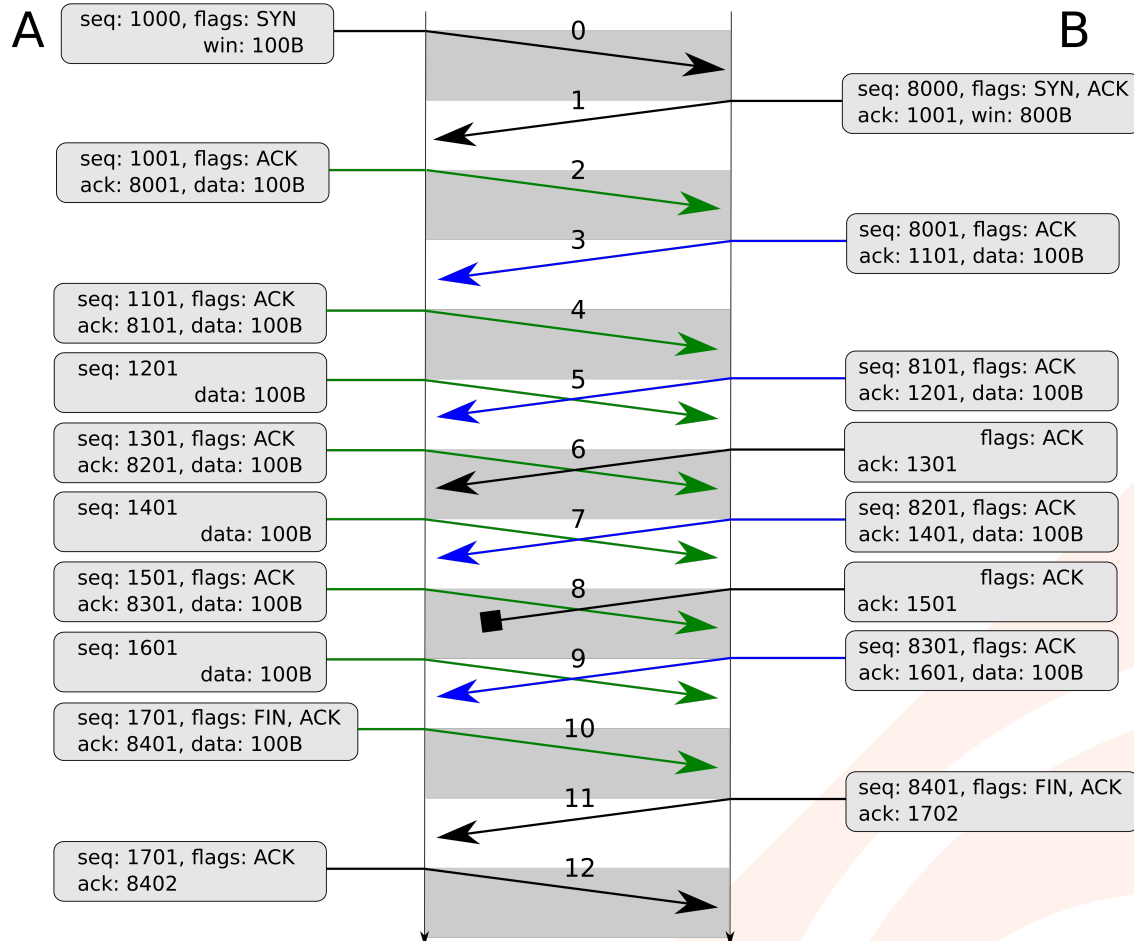 A
B
seq: 1000, flags: SYN
win: 100B
0
seq: 8000, flags: SYN, ACK
ack: 1001, win: 800B
1
seq: 1001, flags: ACK
ack: 8001, data: 100B
2
seq: 8001, flags: ACK
ack: 1101, data: 100B
3
seq: 1101, flags: ACK
ack: 8101, data: 100B
4
seq: 1201
data: 100B
5
seq: 8101, flags: ACK
ack: 1201, data: 100B
seq: 1301, flags: ACK
ack: 8201, data: 100B
6
flags: ACK
ack: 1301
seq: 1401
data: 100B
7
seq: 8201, flags: ACK
ack: 1401, data: 100B
seq: 1501, flags: ACK
ack: 8301, data: 100B
8
flags: ACK
ack: 1501
seq: 1601
data: 100B
9
seq: 8301, flags: ACK
ack: 1601, data: 100B
seq: 1701, flags: FIN, ACK
ack: 8401, data: 100B
10
11
seq: 8401, flags: FIN, ACK
ack: 1702
seq: 1701, flags: ACK
ack: 8402
12